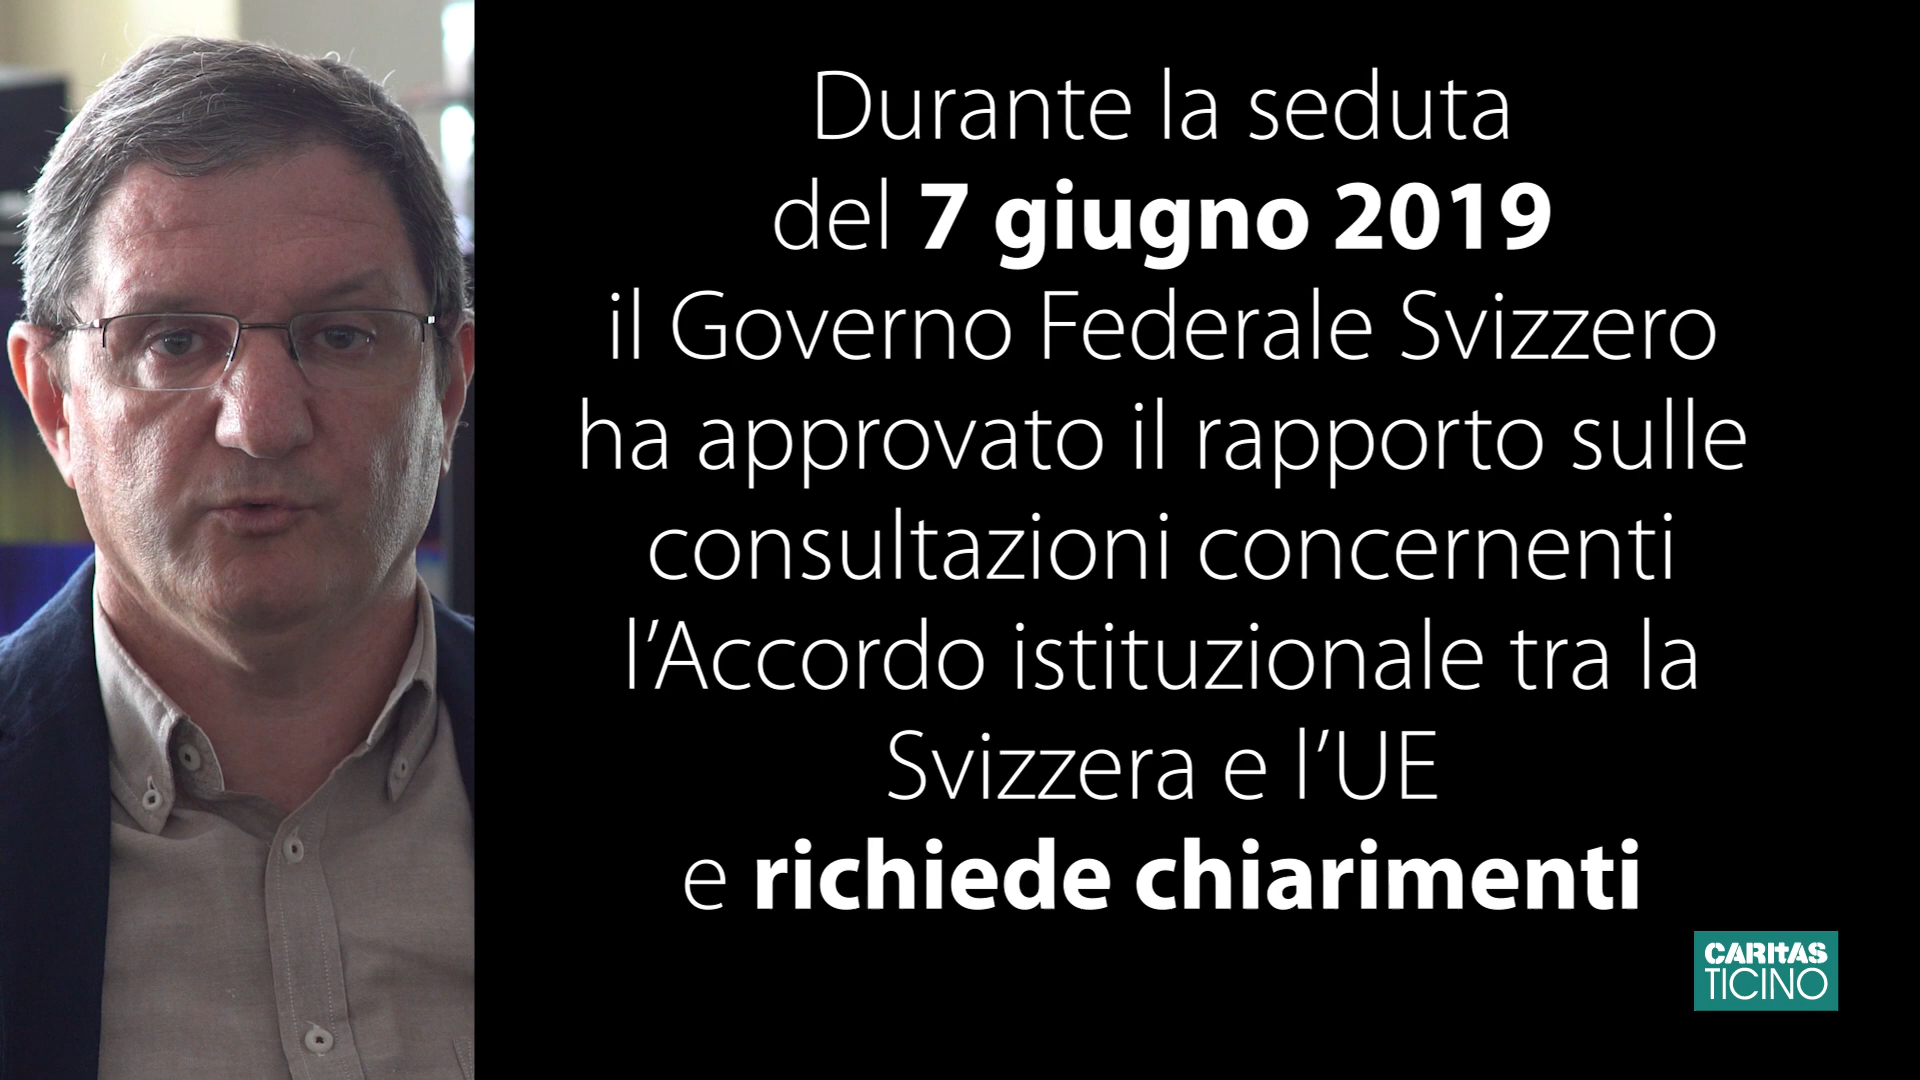 Durante la seduta
del 7 giugno 2019
il Governo Federale Svizzero
ha approvato il rapporto sulle
consultazioni concernenti
l’Accordo istituzionale tra la
Svizzera e l’UE
e richiede chiarimenti
CARItAS
TICINO